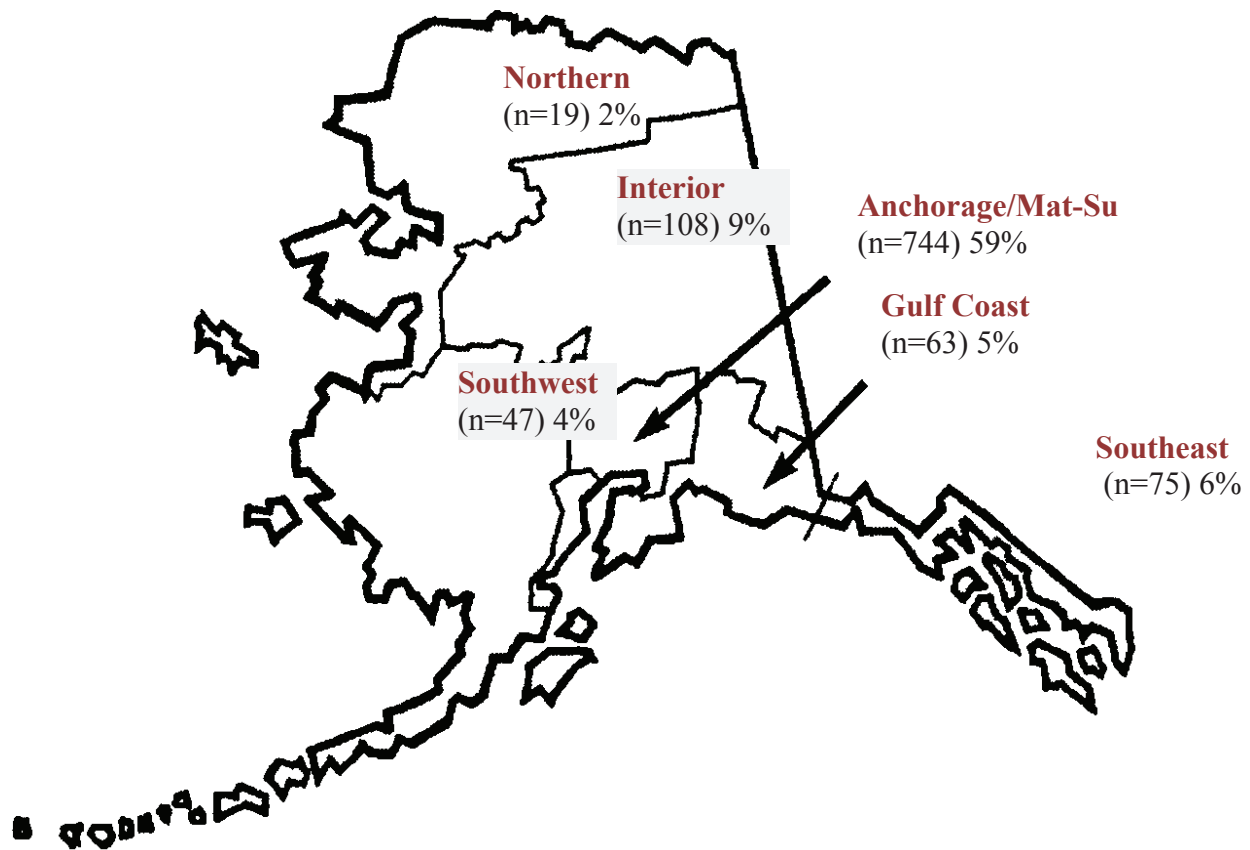 Northern
(n=19) 2%
Interior
(n=108) 9%
Anchorage/Mat-Su
(n=744) 59%
Gulf Coast
(n=63) 5%
Southwest
(n=47) 4%
Southeast
(n=75) 6%